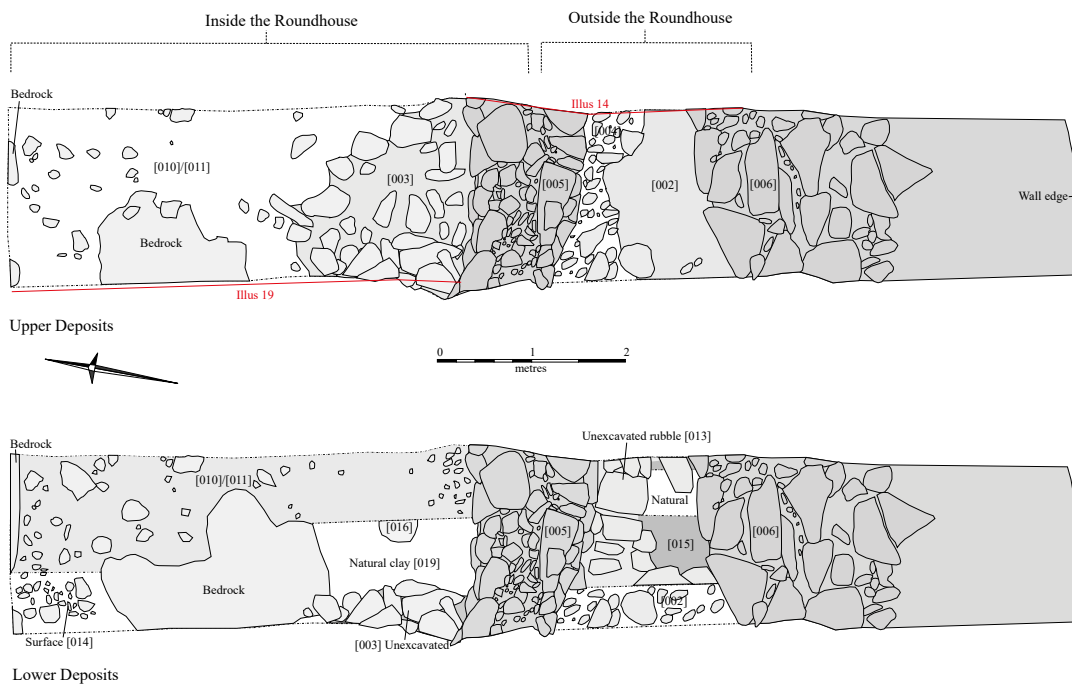 Inside the Roundhouse
Outside the Roundhouse
Bedrock
Illus 14
[004]
[010]/[011]
[003]
[005]
[002]
[006]
Wall edge
Bedrock
Illus 19
Upper Deposits
0 1 2
metres
Bedrock
Unexcavated rubble [013]
[010]/[011]
Natural
[016]
[005]
[006]
[015]
Natural clay [019]
Bedrock
[002]
Surface [014]
[003] Unexcavated
Lower Deposits